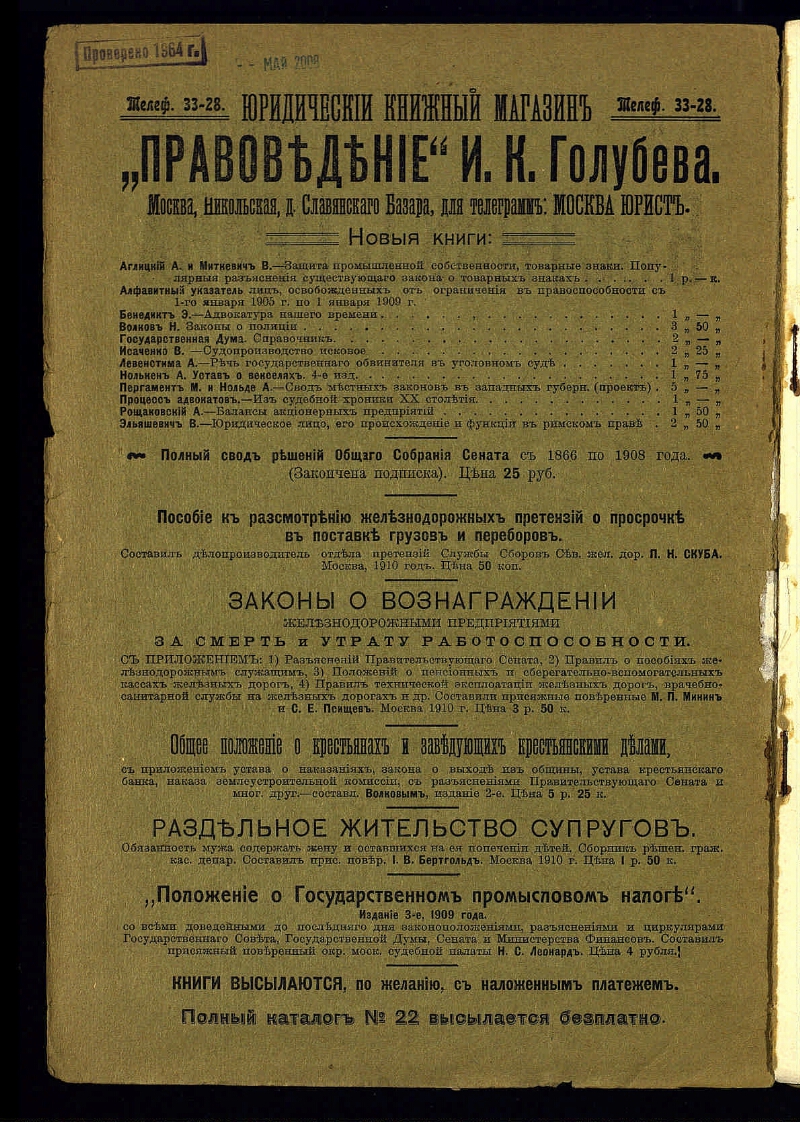 Проверено 1964 г.
МАЙ 2009
Телеф. 33-28. ЮРИДИЧЕСКІЙ КНИЖНЫЙ МАГАЗИНЪ Телеф. 33-28.
„ПРАВОВѢДѢНІЕ“ И. К. Голубева.
Москва, Никольская, д. Славянскаго Базара, для телеграммъ: МОСКВА ЮРИСТЪ.
Новыя книги:
Аглицкій А. и Миткевичъ В.—Защита промышленной собственности, товарные знаки. Попу-
лярныя разъясненія существующаго закона о товарныхъ знакахъ . . . . . . . 1 р. — к.
Алфавитный указатель лицъ, освобожденныхъ отъ ограниченія въ правоспособности съ
1-го января 1905 г. по 1 января 1909 г.
Бенедиктъ Э.—Адвокатура нашего времени . . . . . . . . . . . . . . . . . . . 1 „ — „
Волковъ Н. Законы о полиціи . . . . . . . . . . . . . . . . . . . . . . . . . 3 „ 50 „
Государственная Дума. Справочникъ. . . . . . . . . . . . . . . . . . . . . . . 2 „ — „
Исаченко В. —Судопроизводство исковое . . . . . . . . . . . . . . . . . . . . 2 „ 25 „
Левенстима А.—Рѣчь государственнаго обвинителя въ уголовномъ судѣ . . . . . . . 1 „ — „
Нолькенъ А. Уставъ о векселяхъ. 4-е изд. . . . . . . . . . . . . . . . . . . . 1 „ 75 „
Пергаментъ М. и Нольде А.—Сводъ мѣстныхъ законовъ въ западныхъ губерн. (проектъ) . 5 „ — „
Процессъ адвокатовъ.—Изъ судебной хроники XX столѣтія. . . . . . . . . . . . . 1 „ — „
Рощаковскій А.—Балансы акціонерныхъ предпріятій . . . . . . . . . . . . . . . 1 „ 50 „
Эльяшевичъ В.—Юридическое лицо, его происхожденіе и функціи въ римскомъ правѣ . 2 „ 50 „
Полный сводъ рѣшеній Общаго Собранія Сената съ 1866 по 1908 года.
(Закончена подписка). Цѣна 25 руб.
Пособіе къ разсмотрѣнію желѣзнодорожныхъ претензій о просрочкѣ
въ поставкѣ грузовъ и переборовъ.
Составилъ дѣлопроизводитель отдѣла претензій Службы Сборовъ Сѣв. жел. дор. П. Н. СКУБА.
Москва, 1910 годъ. Цѣна 50 коп.
ЗАКОНЫ О ВОЗНАГРАЖДЕНІИ
ЖЕЛѢЗНОДОРОЖНЫМИ ПРЕДПРІЯТІЯМИ
ЗА СМЕРТЬ и УТРАТУ РАБОТОСПОСОБНОСТИ.
СЪ ПРИЛОЖЕНІЕМЪ: 1) Разъясненій Правительствующаго Сената, 2) Правилъ о пособіяхъ же-
лѣзнодорожнымъ служащимъ, 3) Положеній о пенсіонныхъ и сберегательно-вспомогательныхъ
кассахъ желѣзныхъ дорогъ, 4) Правилъ технической эксплоатаціи желѣзныхъ дорогъ, врачебно-
санитарной службы на желѣзныхъ дорогахъ и др. Составили присяжные повѣренные М. П. Мининъ
и С. Е. Псищевъ. Москва 1910 г. Цѣна 3 р. 50 к.
Общее положеніе о крестьянахъ и завѣдующихъ крестьянскими дѣлами,
съ приложеніемъ устава о наказаніяхъ, закона о выходѣ изъ общины, устава крестьянскаго
банка, наказа землеустроительной комиссіи, съ разъясненіями Правительствующаго Сената и
мног. друг.—составл. Волковымъ, изданіе 2-е. Цѣна 5 р. 25 к.
РАЗДѢЛЬНОЕ ЖИТЕЛЬСТВО СУПРУГОВЪ.
Обязанность мужа содержать жену и оставшихся на ея попеченіи дѣтей. Сборникъ рѣшен. граж.
кас. депар. Составилъ прис. повѣр. І. В. Бертгольдъ. Москва 1910 г. Цѣна 1 р. 50 к.
„Положеніе о Государственномъ промысловомъ налогѣ“.
Изданіе 3-е, 1909 года.
со всѣми доведенными до послѣдняго дня законоположеніями, разъясненіями и циркулярами
Государственнаго Совѣта, Государственной Думы, Сената и Министерства Финансовъ. Составилъ
присяжный повѣренный окр. моск. судебной палаты Н. С. Леонардъ. Цѣна 4 рубля.
КНИГИ ВЫСЫЛАЮТСЯ, по желанію, съ наложеннымъ платежемъ.
Полный каталогъ № 22 высылается безплатно.